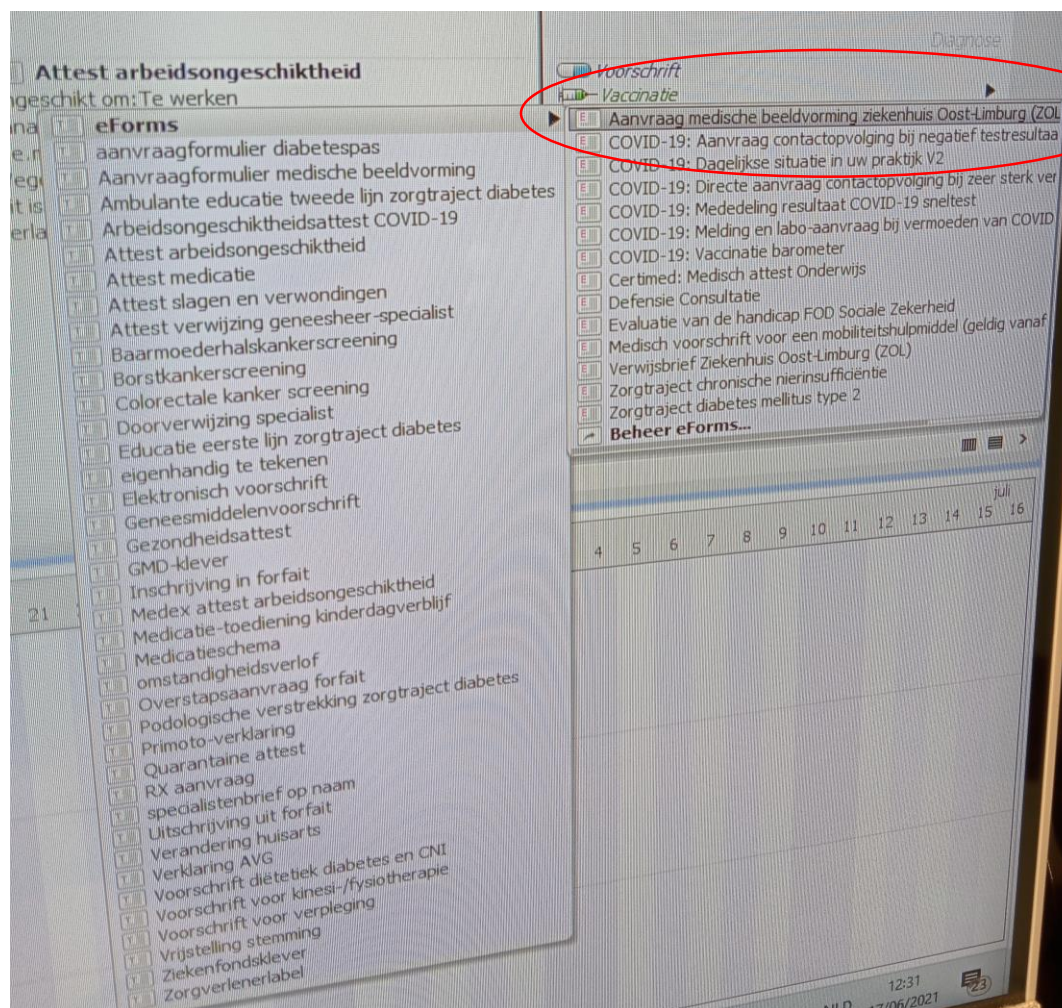 Diagnose
Attest arbeidsongeschiktheid
ngeschikt om: Te werken
Voorschrift
Vaccinatie
eForms
aanvraagformulier diabetespas
Aanvraagformulier medische beeldvorming
Ambulante educatie tweede lijn zorgtraject diabetes
Arbeidsongeschiktheidsattest COVID-19
Attest arbeidsongeschiktheid
Attest medicatie
Attest slagen en verwondingen
Attest verwijzing geneesheer-specialist
Baarmoederhalskankerscreening
Borstkankerscreening
Colorectale kanker screening
Doorverwijzing specialist
Educatie eerste lijn zorgtraject diabetes
eigenhandig te tekenen
Elektronisch voorschrift
Geneesmiddelenvoorschrift
Gezondheidsattest
GMD-klever
Inschrijving in forfait
Medex attest arbeidsongeschiktheid
Medicatie-toediening kinderdagverblijf
Medicatieschema
omstandigheidsverlof
Overstapsaanvraag forfait
Podologische verstrekking zorgtraject diabetes
Primoto-verklaring
Quarantaine attest
RX aanvraag
specialistenbrief op naam
Uitschrijving uit forfait
Verandering huisarts
Verklaring AVG
Voorschrift diëtetiek diabetes en CNI
Voorschrift voor kinesi-/fysiotherapie
Voorschrift voor verpleging
Vrijstelling stemming
Ziekenfondsklever
Zorgverlenerlabel
Aanvraag medische beeldvorming ziekenhuis Oost-Limburg (ZOL
COVID-19: Aanvraag contactopvolging bij negatief testresultaa
COVID-19: Dagelijkse situatie in uw praktijk V2
COVID-19: Directe aanvraag contactopvolging bij zeer sterk ver
COVID-19: Mededeling resultaat COVID-19 sneltest
COVID-19: Melding en labo-aanvraag bij vermoeden van COVID
COVID-19: Vaccinatie barometer
Certimed: Medisch attest Onderwijs
Defensie Consultatie
Evaluatie van de handicap FOD Sociale Zekerheid
Medisch voorschrift voor een mobiliteitshulpmiddel (geldig vanaf
Verwijsbrief Ziekenhuis Oost-Limburg (ZOL)
Zorgtraject chronische nierinsufficiëntie
Zorgtraject diabetes mellitus type 2
Beheer eForms...
juli
21 4 5 6 7 8 9 10 11 12 13 14 15 16
12:31
NLD 17/06/2021 23